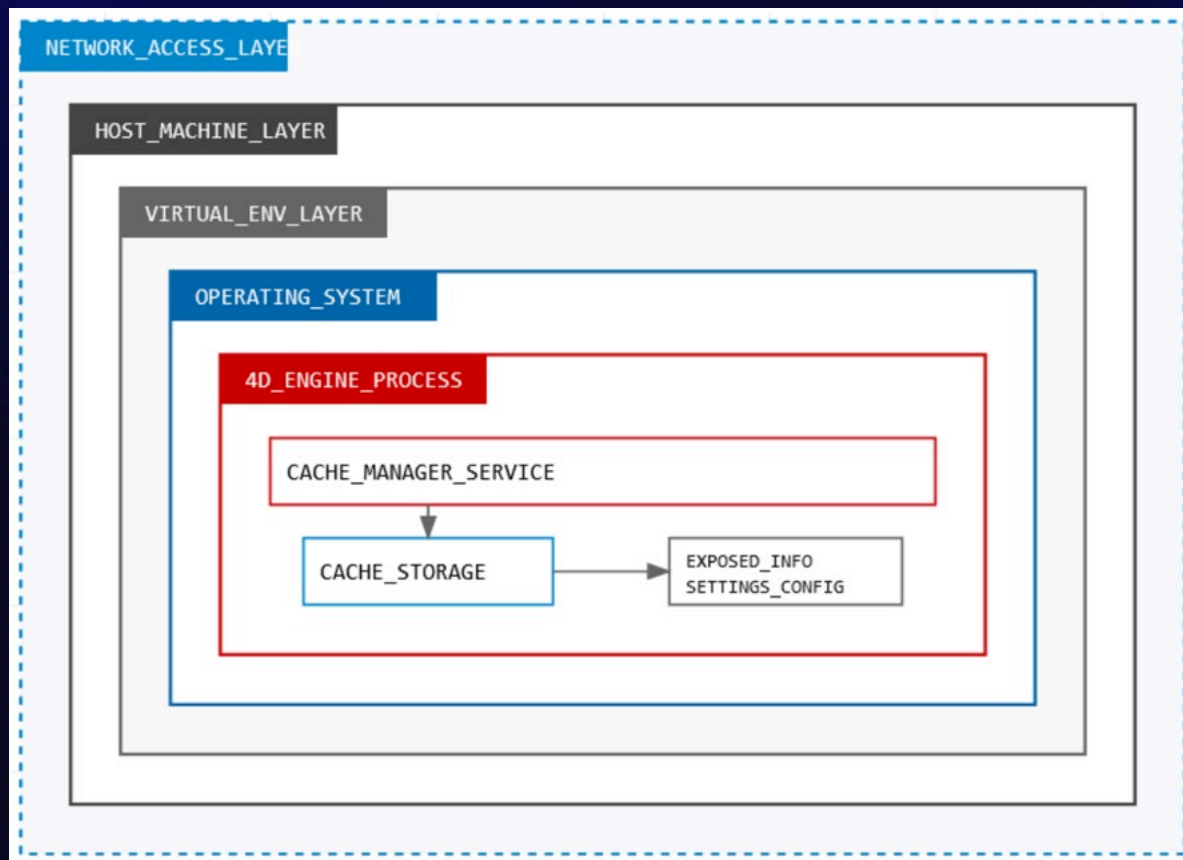 NETWORK_ACCESS_LAYE
HOST_MACHINE_LAYER
VIRTUAL_ENV_LAYER
OPERATING_SYSTEM
4D_ENGINE_PROCESS
CACHE_MANAGER_SERVICE
CACHE_STORAGE
EXPOSED_INFO
SETTINGS_CONFIG